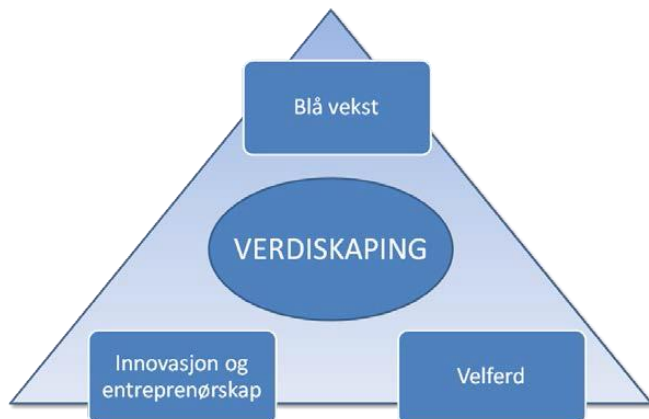 Blå vekst
VERDISKAPING
Innovasjon og
entreprenørskap
Velferd